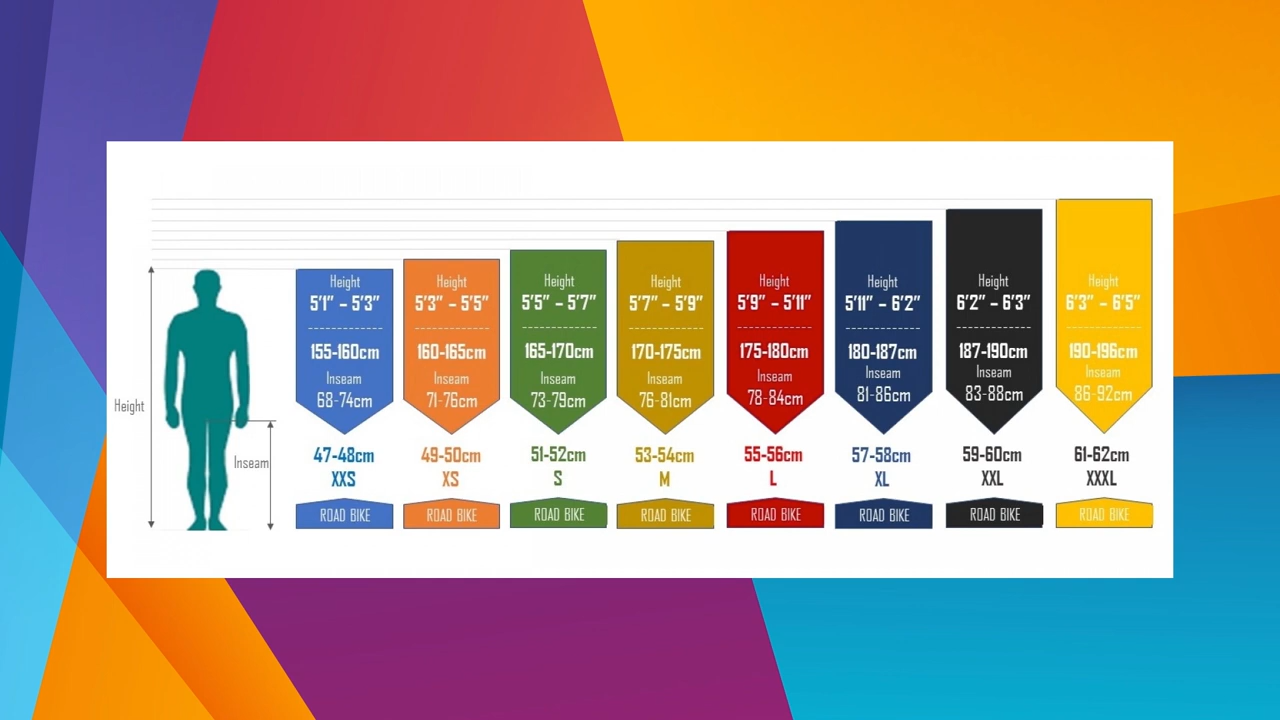 Height
Inseam
Height
5'1" – 5'3"
155-160cm
Inseam
68-74cm
47-48cm
XXS
ROAD BIKE
Height
5'3" – 5'5"
160-165cm
Inseam
71-76cm
49-50cm
XS
ROAD BIKE
Height
5'5" – 5'7"
165-170cm
Inseam
73-79cm
51-52cm
S
ROAD BIKE
Height
5'7" – 5'9"
170-175cm
Inseam
76-81cm
53-54cm
M
ROAD BIKE
Height
5'9" – 5'11"
175-180cm
Inseam
78-84cm
55-56cm
L
ROAD BIKE
Height
5'11" – 6'2"
180-187cm
Inseam
81-86cm
57-58cm
XL
ROAD BIKE
Height
6'2" – 6'3"
187-190cm
Inseam
83-88cm
59-60cm
XXL
ROAD BIKE
Height
6'3" – 6'5"
190-196cm
Inseam
86-92cm
61-62cm
XXXL
ROAD BIKE